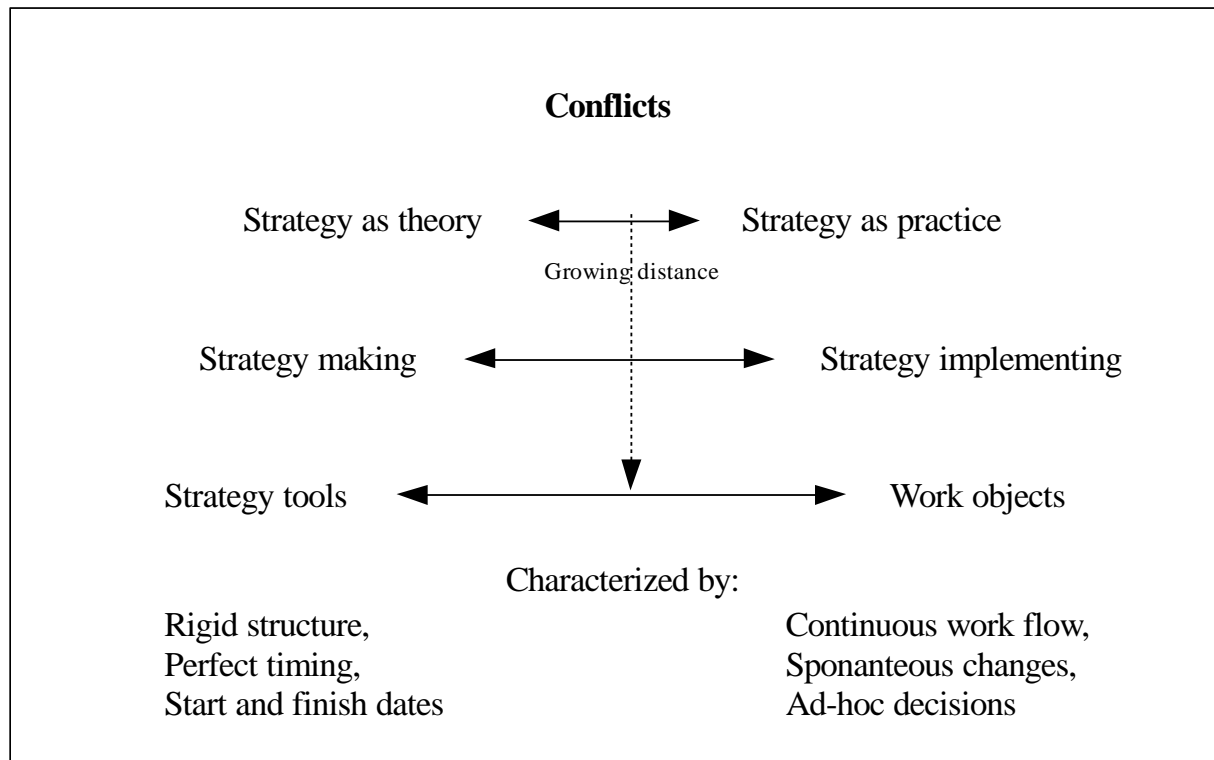 Conflicts
Strategy as theory Strategy as practice
Growing distance
Strategy making Strategy implementing
Strategy tools Work objects
Characterized by:
Rigid structure, Continuous work flow,
Perfect timing, Sponanteous changes,
Start and finish dates Ad-hoc decisions